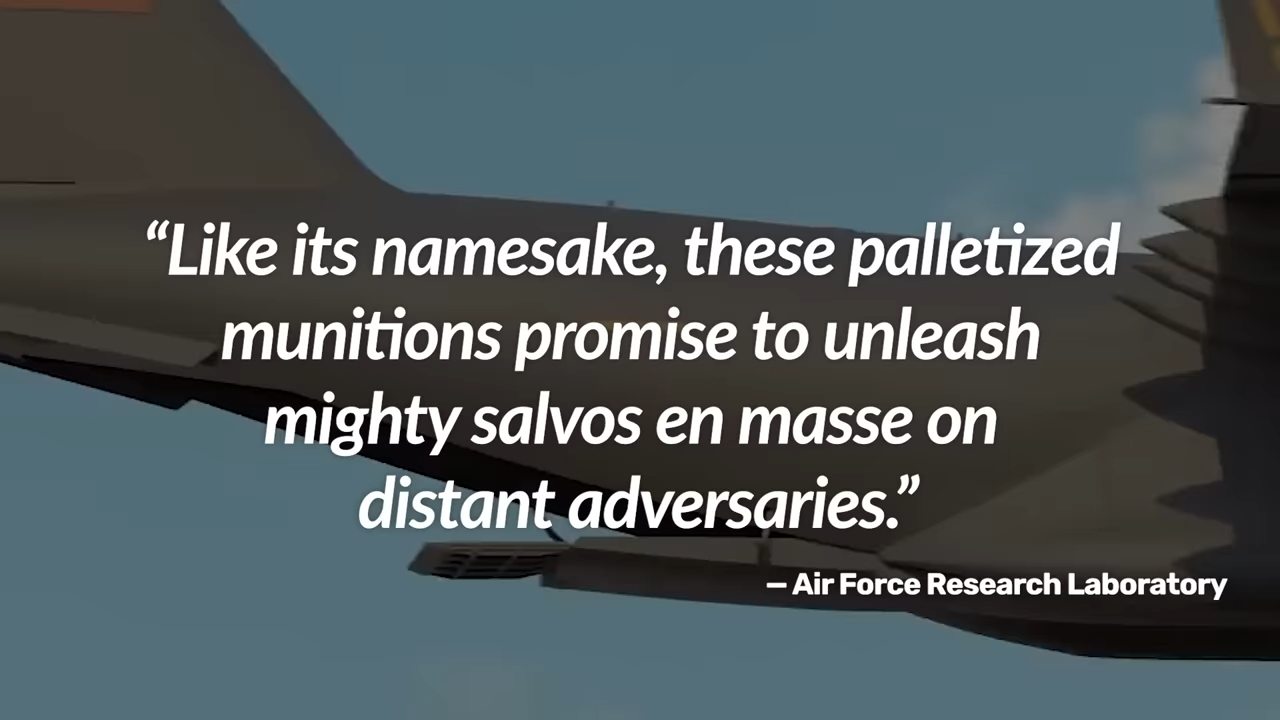 “Like its namesake, these palletized
munitions promise to unleash
mighty salvos en masse on
distant adversaries.”
– Air Force Research Laboratory